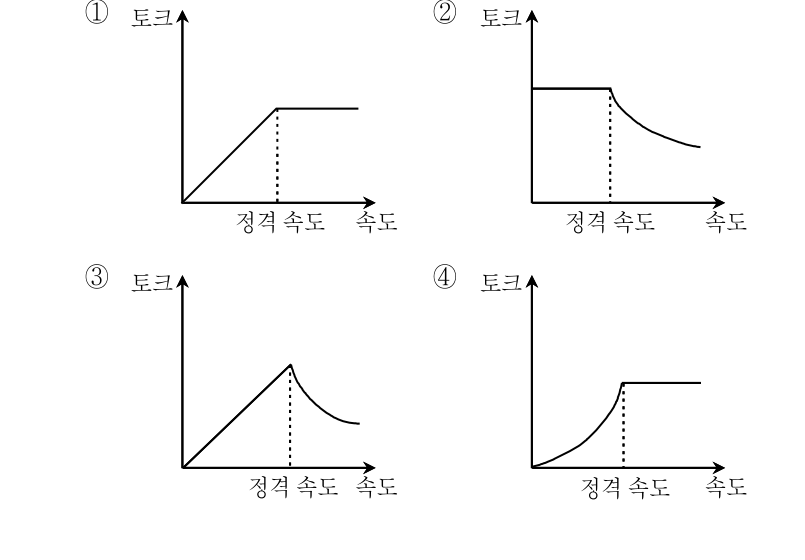 ① 토크
정격 속도 속도
② 토크
정격 속도 속도
③ 토크
정격 속도 속도
④ 토크
정격 속도 속도